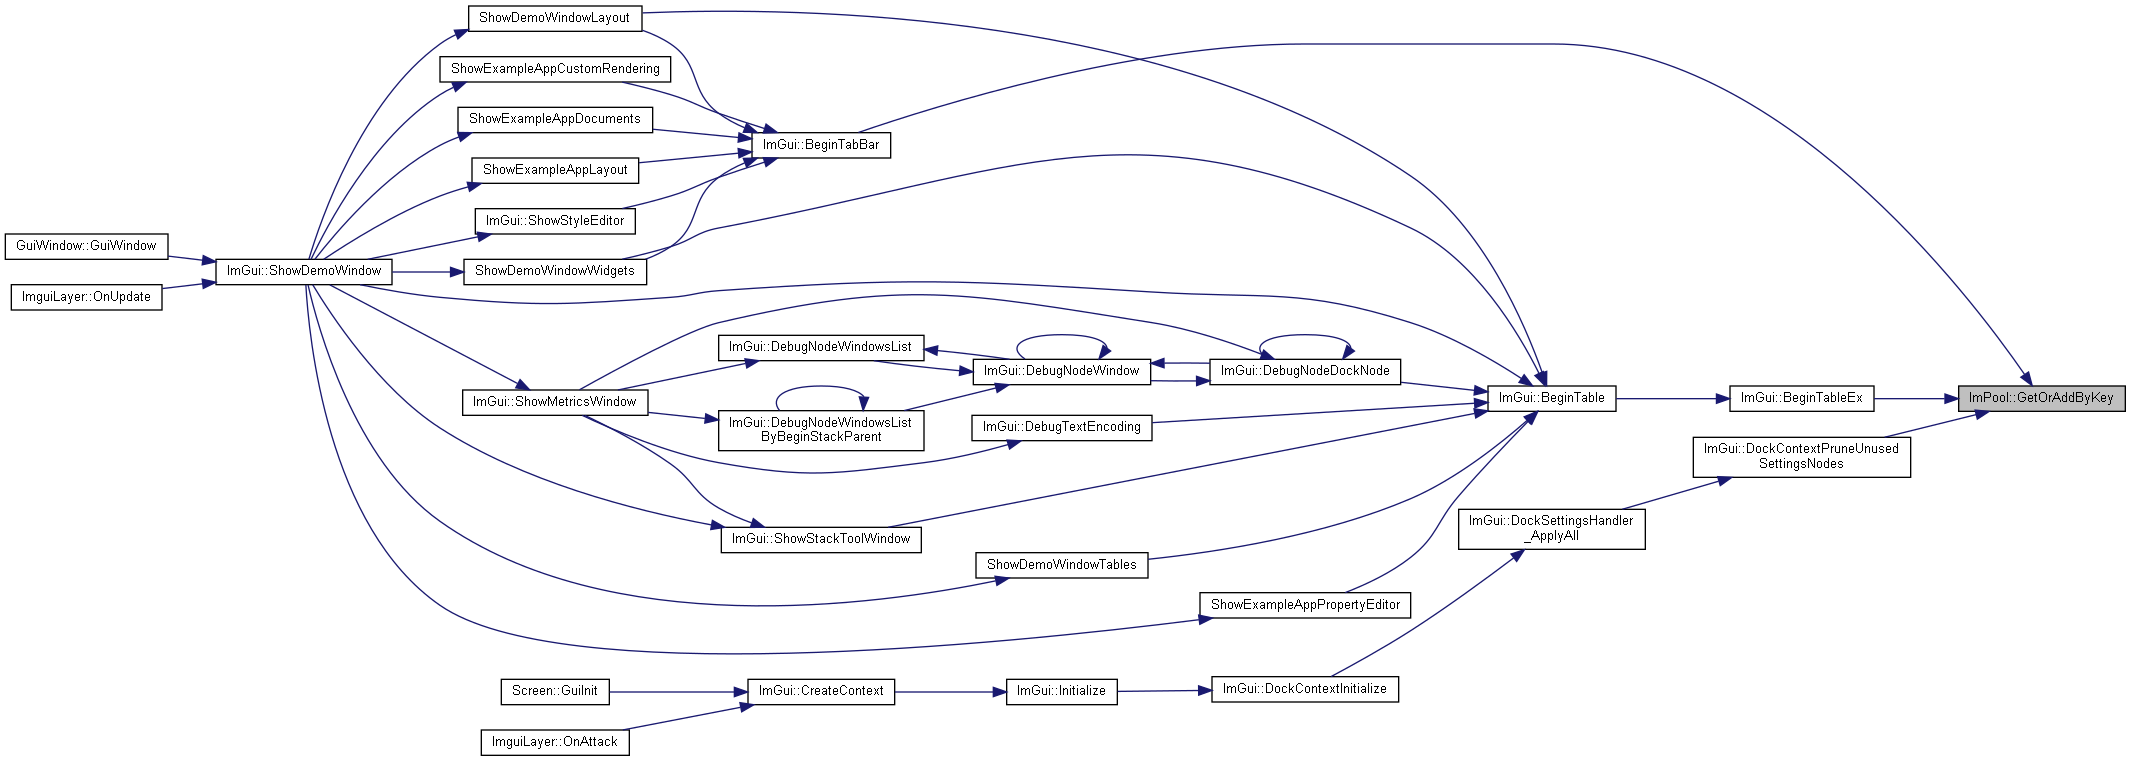 ShowDemoWindowLayout
ShowExampleAppCustomRendering
ShowExampleAppDocuments
ImGui::BeginTabBar
ShowExampleAppLayout
ImGui::ShowStyleEditor
GuiWindow::GuiWindow
ImGui::ShowDemoWindow
ShowDemoWindowWidgets
ImguiLayer::OnUpdate
ImGui::DebugNodeWindowsList
ImGui::DebugNodeWindow
ImGui::DebugNodeDockNode
ImGui::ShowMetricsWindow
ImGui::BeginTable
ImGui::BeginTableEx
ImPool::GetOrAddByKey
ImGui::DebugNodeWindowsList
ByBeginStackParent
ImGui::DebugTextEncoding
ImGui::DockContextPruneUnused
SettingsNodes
ImGui::DockSettingsHandler
_ApplyAll
ImGui::ShowStackToolWindow
ShowDemoWindowTables
ShowExampleAppPropertyEditor
Screen::GuiInit
ImGui::CreateContext
ImGui::Initialize
ImGui::DockContextInitialize
ImguiLayer::OnAttack